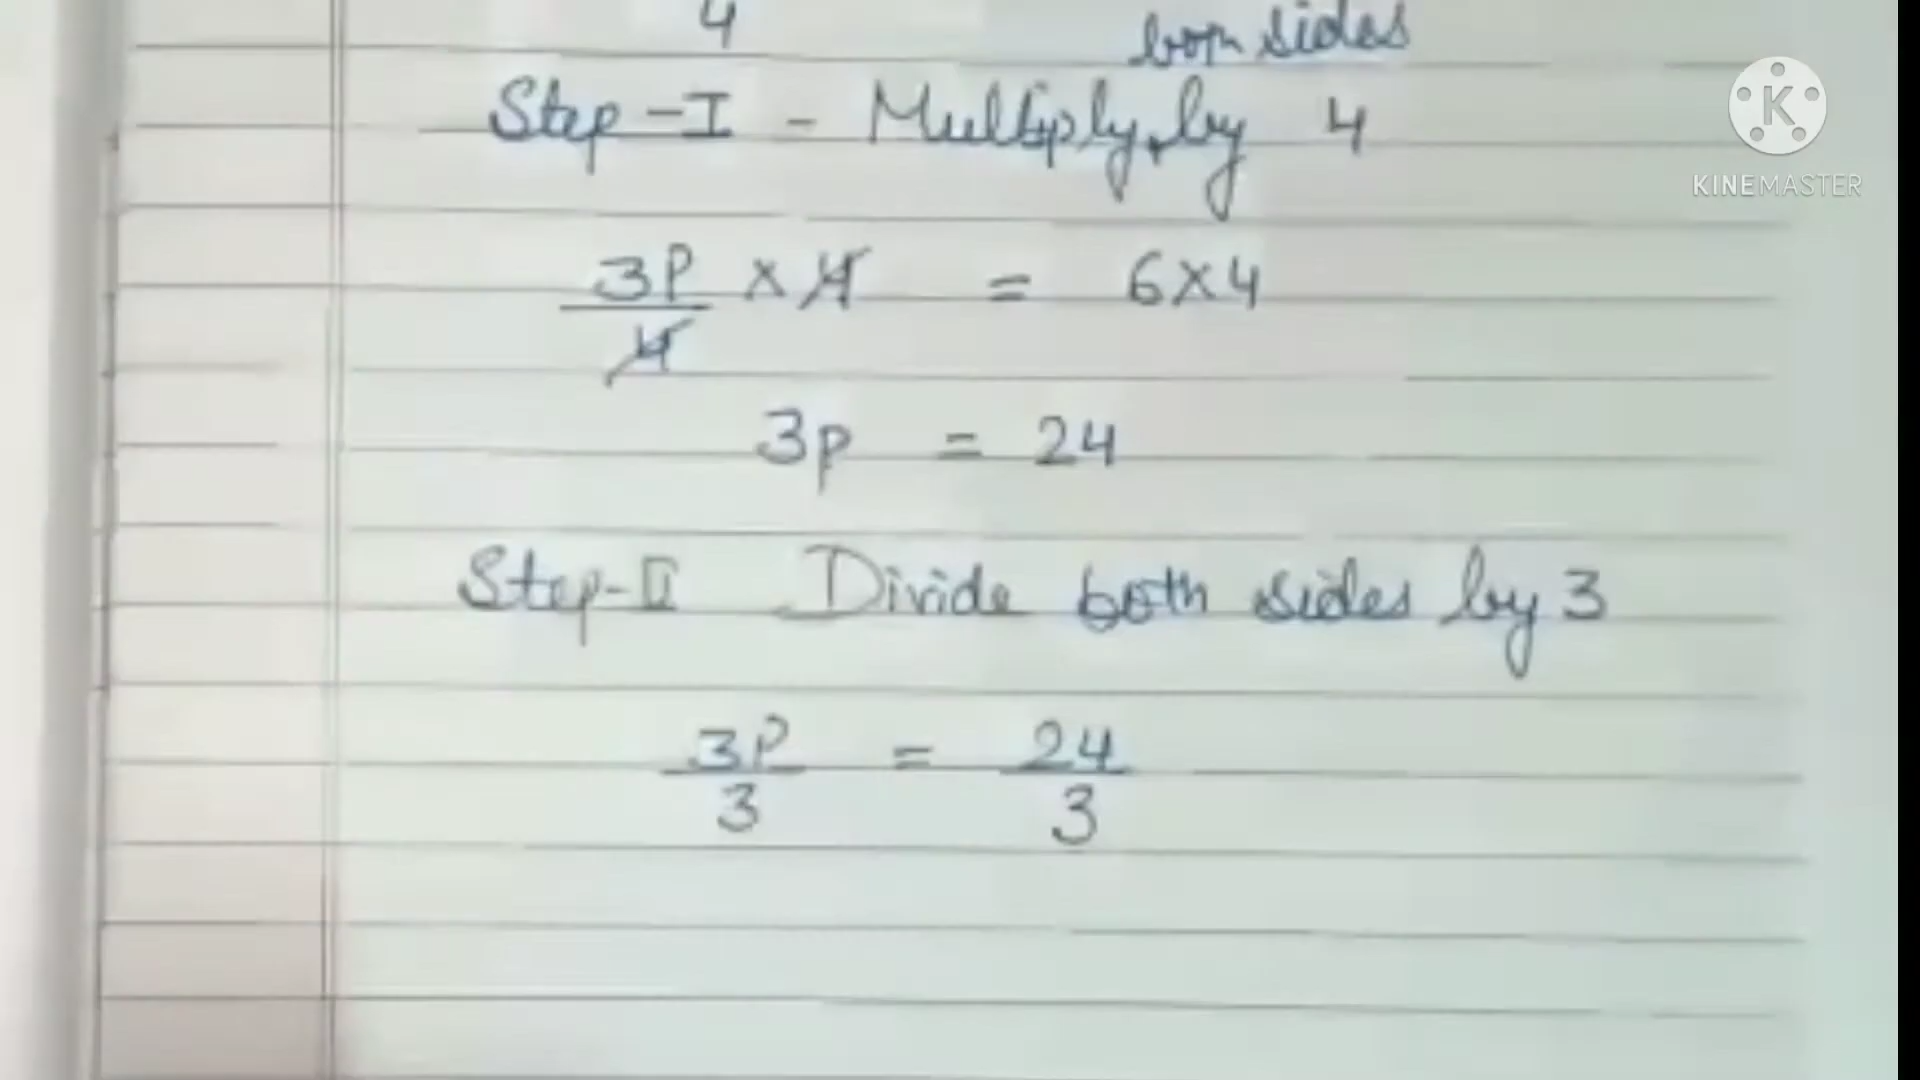 4
both sides
Step-I - Multiply by 4
3P/4 x 4 = 6x4
3p = 24
Step-II Divide both sides by 3
3P/3 = 24/3
K
KINEMASTER